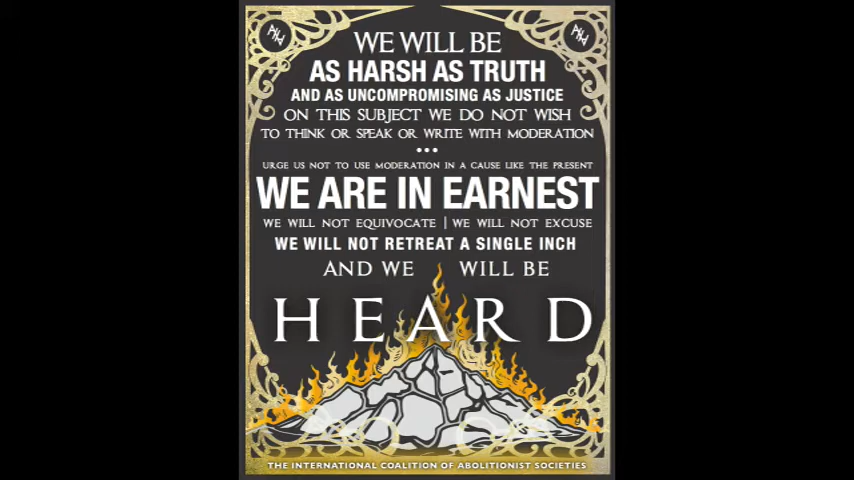 WE WILL BE
AS HARSH AS TRUTH
AND AS UNCOMPROMISING AS JUSTICE
ON THIS SUBJECT WE DO NOT WISH
TO THINK OR SPEAK OR WRITE WITH MODERATION
•••
URGE US NOT TO USE MODERATION IN A CAUSE LIKE THE PRESENT
WE ARE IN EARNEST
WE WILL NOT EQUIVOCATE | WE WILL NOT EXCUSE
WE WILL NOT RETREAT A SINGLE INCH
AND WE WILL BE
HEARD
THE INTERNATIONAL COALITION OF ABOLITIONIST SOCIETIES